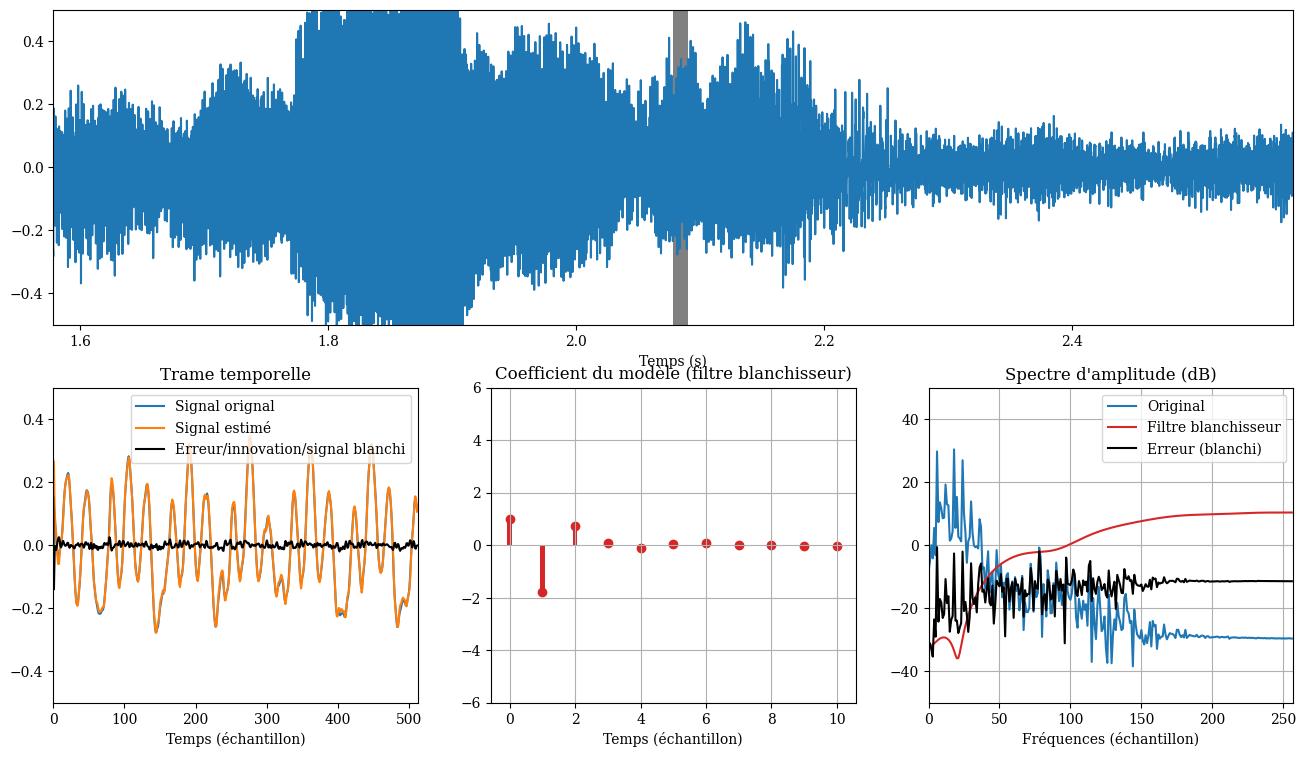 0.4
0.2
0.0
−0.2
−0.4
1.6 1.8 2.0 2.2 2.4
Temps (s)
Trame temporelle
0.4
0.2
0.0
−0.2
−0.4
Signal orignal
Signal estimé
Erreur/innovation/signal blanchi
0 100 200 300 400 500
Temps (échantillon)
Coefficient du modèle (filtre blanchisseur)
6
4
2
0
−2
−4
−6
0 2 4 6 8 10
Temps (échantillon)
Spectre d'amplitude (dB)
40
20
0
−20
−40
Original
Filtre blanchisseur
Erreur (blanchi)
0 50 100 150 200 250
Fréquences (échantillon)